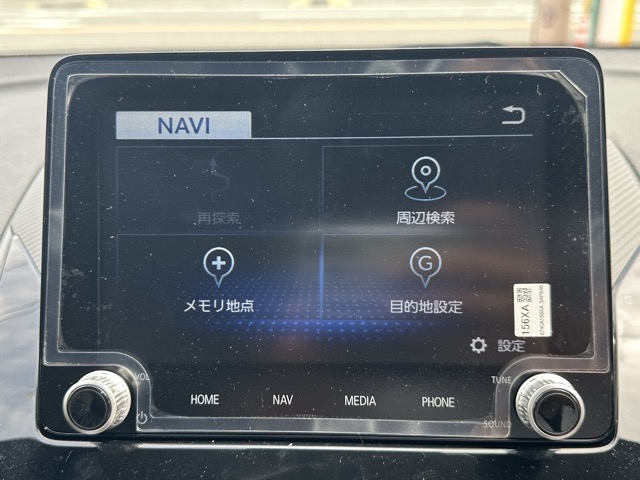 NAVI
再探索
周辺検索
メモリ地点
目的地設定
156XA
設定
VOL
HOME
NAV
MEDIA
PHONE
TUNE
SOUND